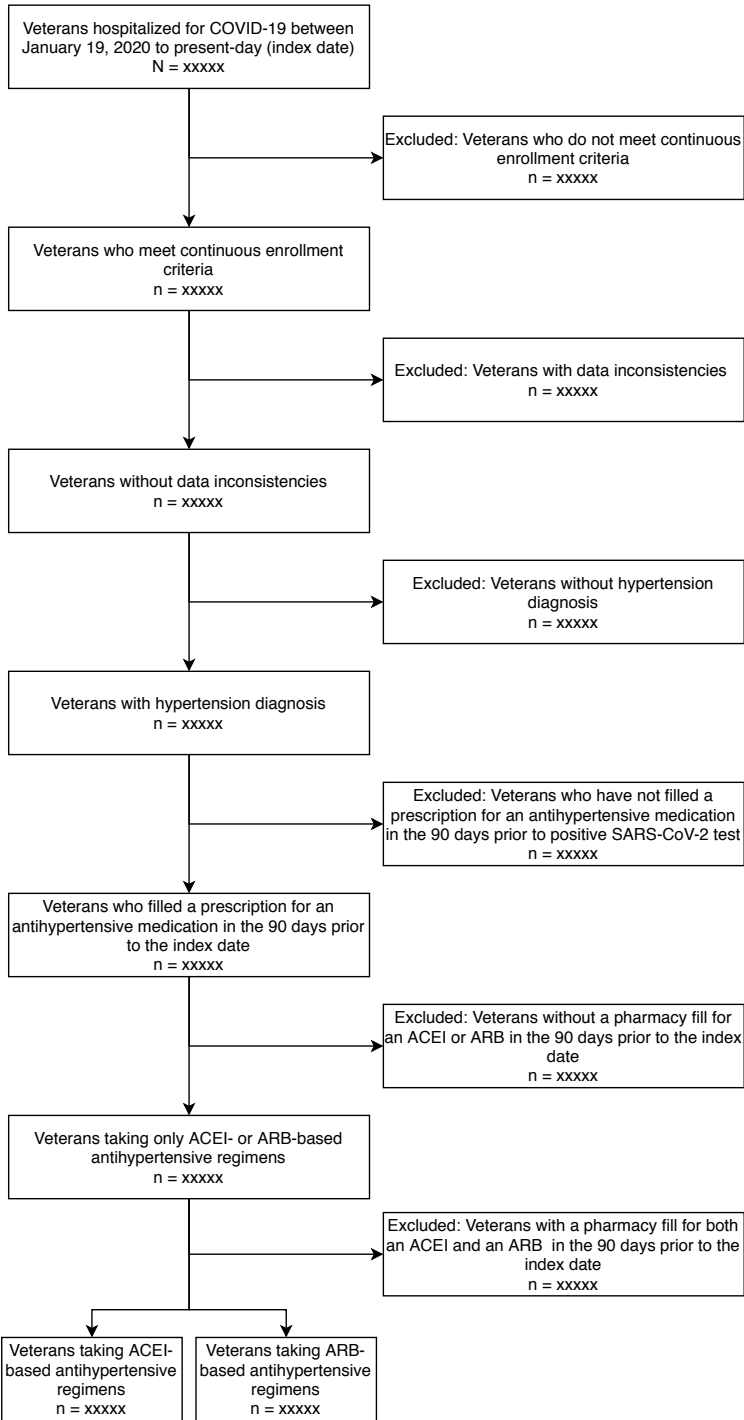 Veterans hospitalized for COVID-19 between
January 19, 2020 to present-day (index date)
N = xxxxx
Excluded: Veterans who do not meet continuous
enrollment criteria
n = xxxxx
Veterans who meet continuous enrollment
criteria
n = xxxxx
Excluded: Veterans with data inconsistencies
n = xxxxx
Veterans without data inconsistencies
n = xxxxx
Excluded: Veterans without hypertension
diagnosis
n = xxxxx
Veterans with hypertension diagnosis
n = xxxxx
Excluded: Veterans who have not filled a
prescription for an antihypertensive medication
in the 90 days prior to positive SARS-CoV-2 test
n = xxxxx
Veterans who filled a prescription for an
antihypertensive medication in the 90 days prior
to the index date
n = xxxxx
Excluded: Veterans without a pharmacy fill for
an ACEI or ARB in the 90 days prior to the index
date
n = xxxxx
Veterans taking only ACEI- or ARB-based
antihypertensive regimens
n = xxxxx
Excluded: Veterans with a pharmacy fill for both
an ACEI and an ARB in the 90 days prior to the
index date
n = xxxxx
Veterans taking ACEI-
based antihypertensive
regimens
n = xxxxx
Veterans taking ARB-
based antihypertensive
regimens
n = xxxxx